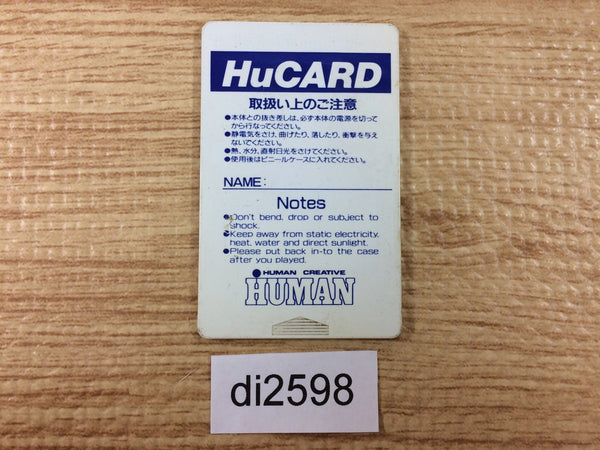 HuCARD
取扱い上のご注意
●本体との抜き差しは、必ず本体の電源を切って
から行なってください。
●静電気をさけ、曲げたり、落したり、衝撃を与え
ないでください。
●熱、水分、直射日光をさけてください。
●使用後はビニールケースに入れてください。
NAME:
Notes
●Don't bend, drop or subject to
shock.
●Keep away from static electricity,
heat, water and direct sunlight.
●Please put back in-to the case
after you played.
HUMAN CREATIVE
HUMAN
di2598